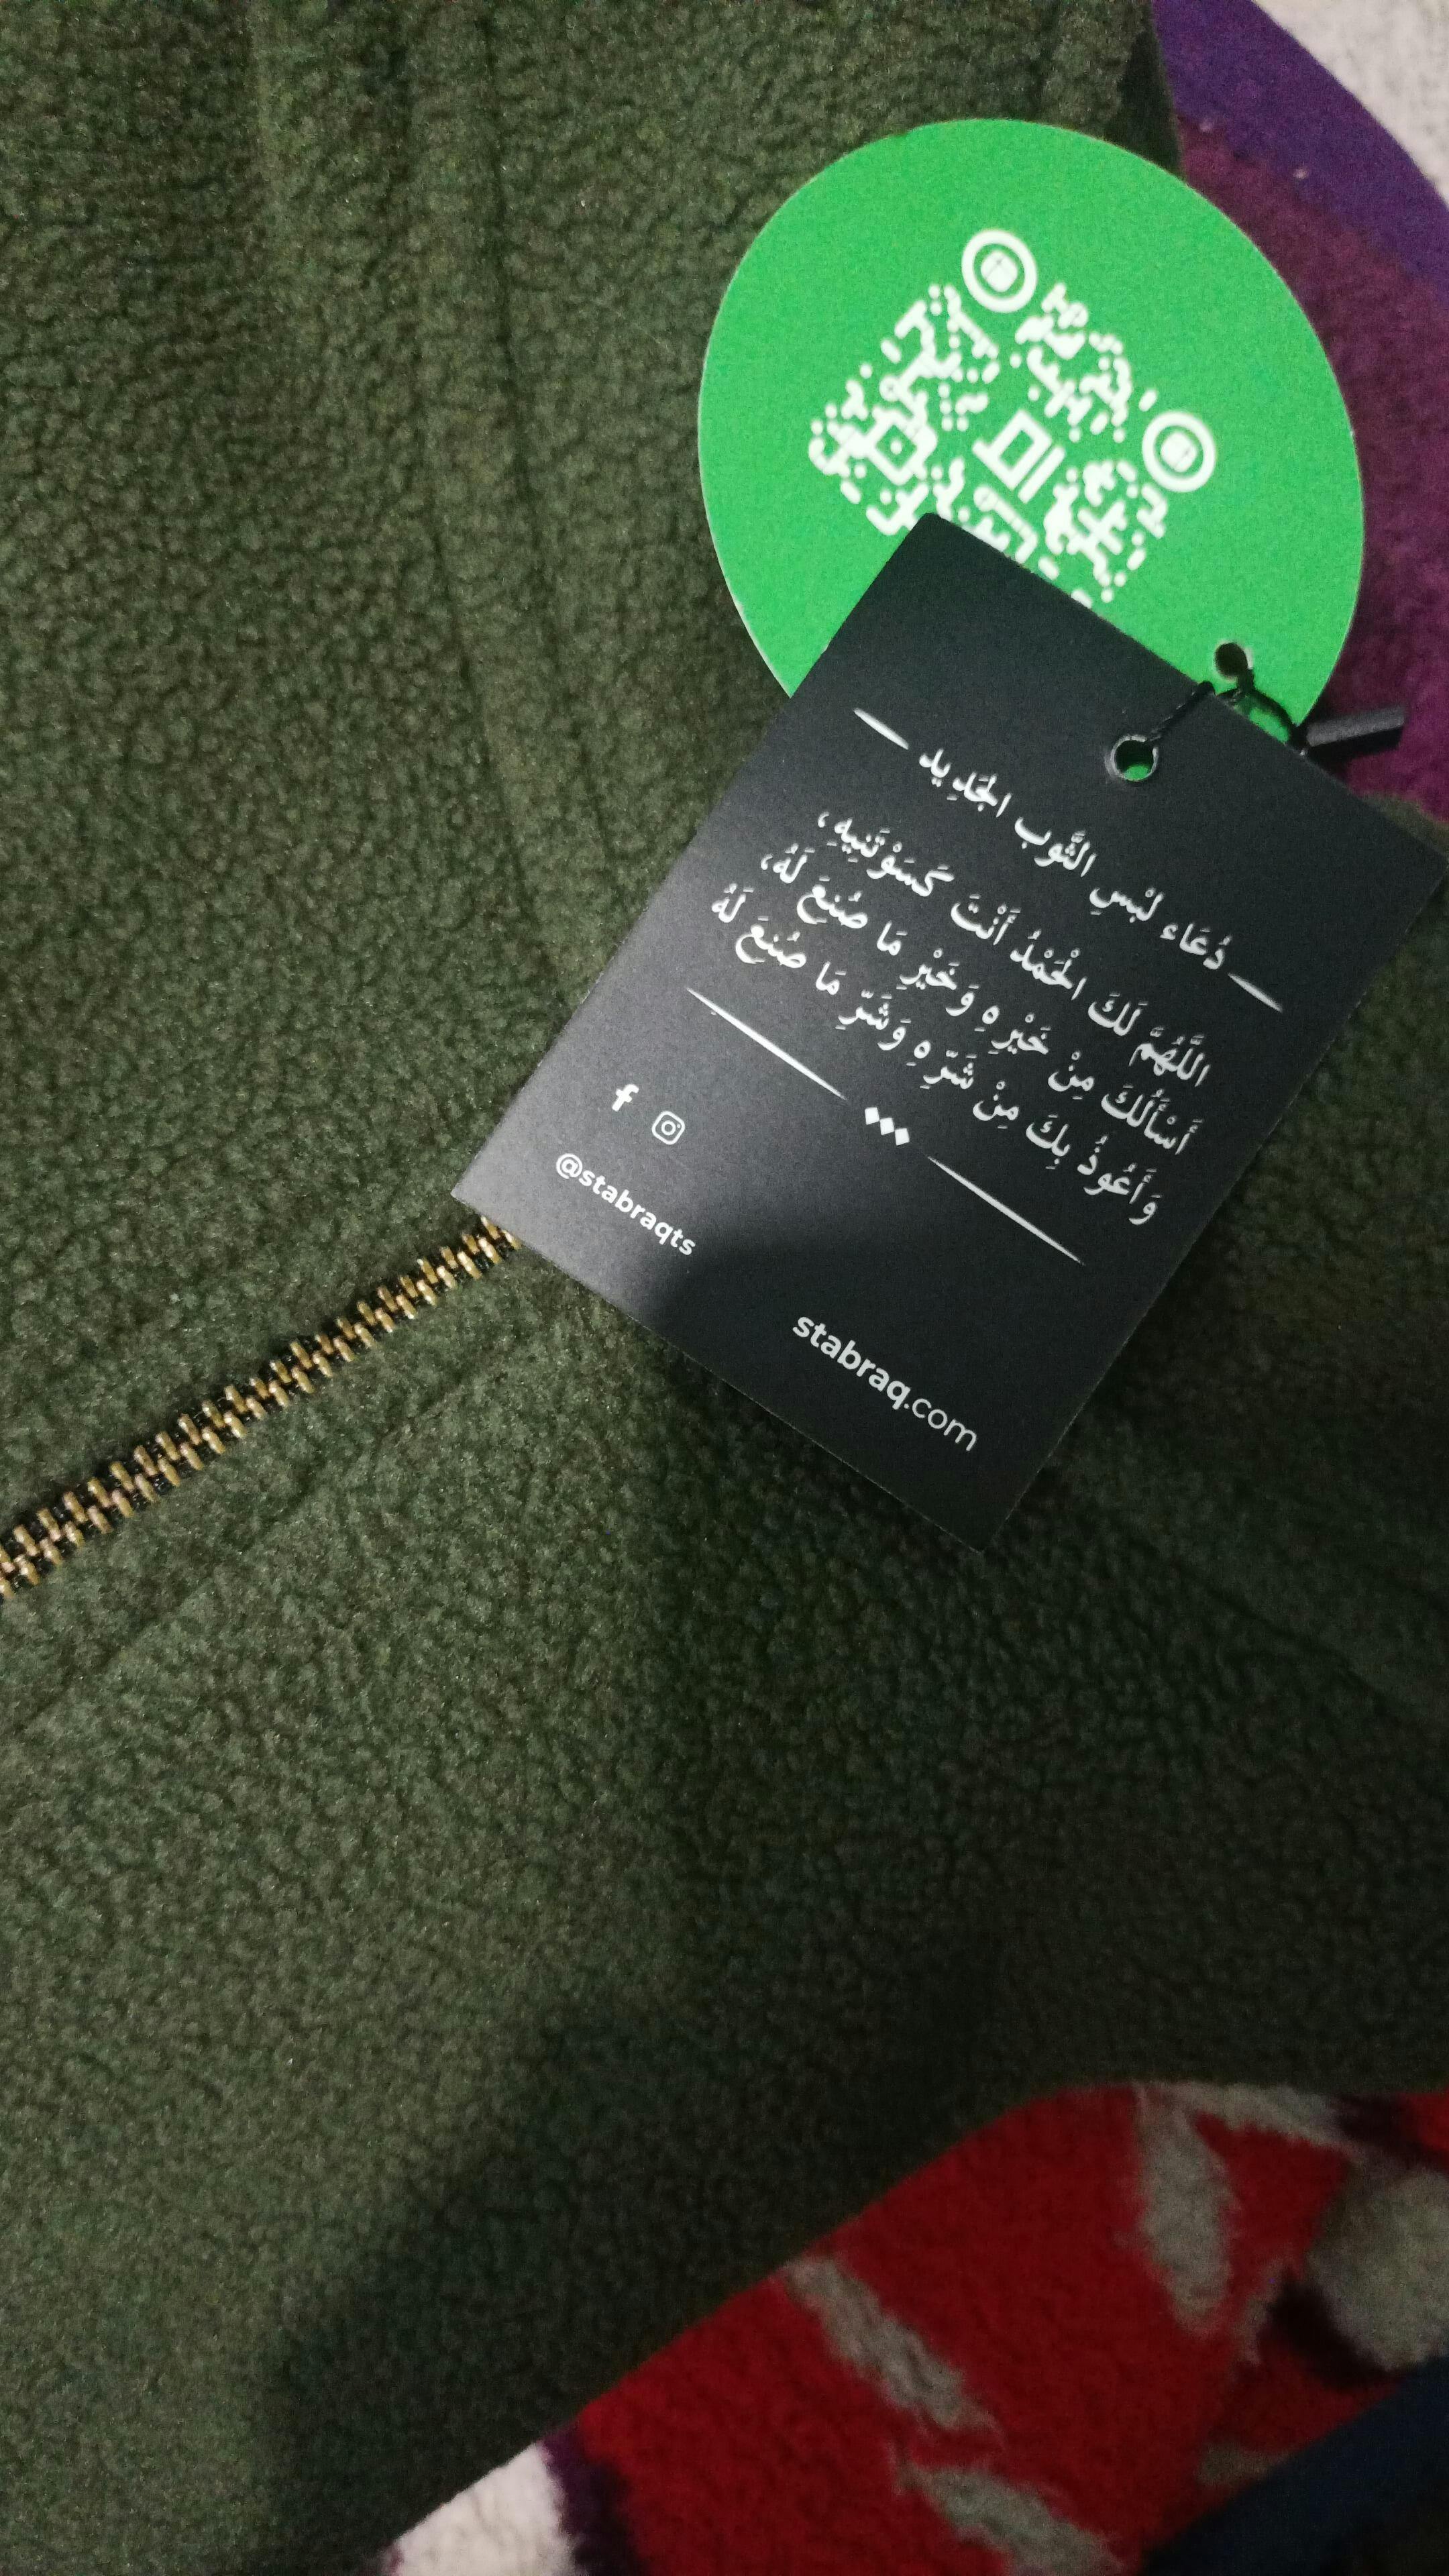 دُعَاء لبْسِ الثَّوب الجَدِيد
اللَّهُمَّ لَكَ الْحَمْدُ أَنْتَ كَسَوْتَنِيهِ،
أَسْأَلُكَ مِنْ خَيْرِهِ وَخَيْرِ مَا صُنِعَ لَهُ،
وَأَعُوذُ بِكَ مِنْ شَرِّهِ وَشَرِّ مَا صُنِعَ لَهُ
@stabraqts
stabraq.com